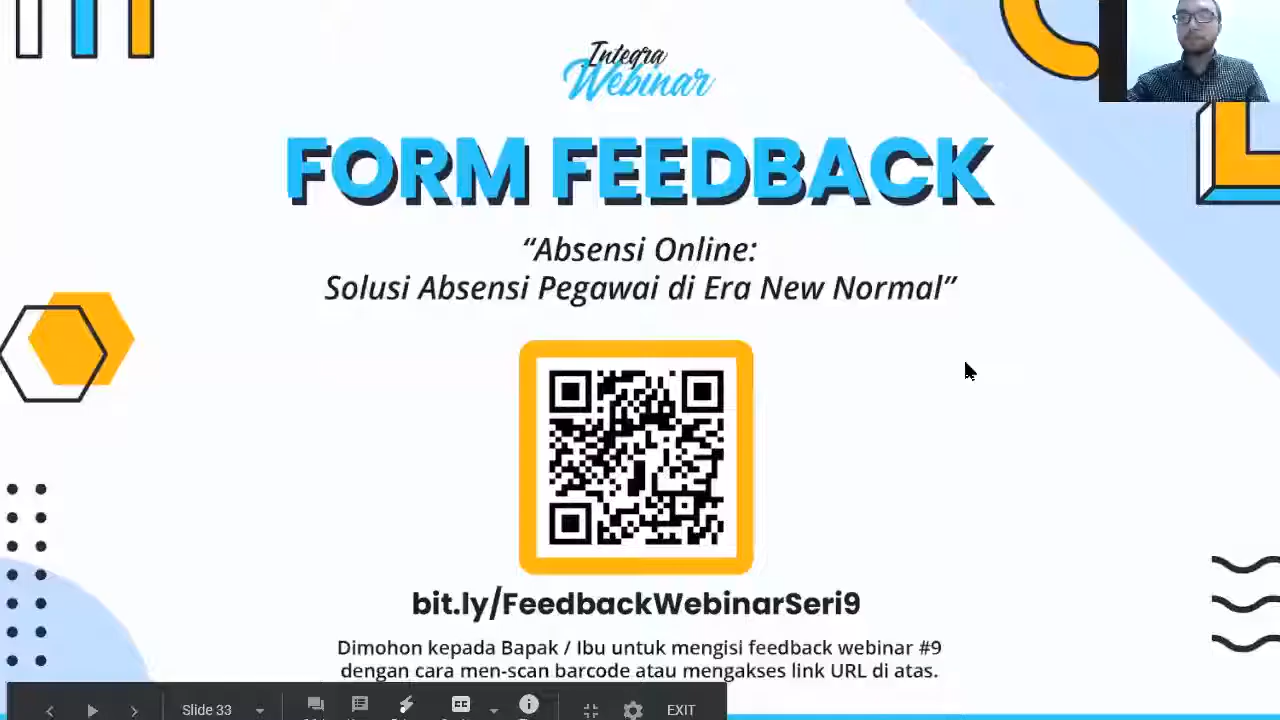 Integra
Webinar
FORM FEEDBACK
“Absensi Online:
Solusi Absensi Pegawai di Era New Normal”
bit.ly/FeedbackWebinarSeri9
Dimohon kepada Bapak / Ibu untuk mengisi feedback webinar #9
dengan cara men-scan barcode atau mengakses link URL di atas.
Slide 33
CC
EXIT